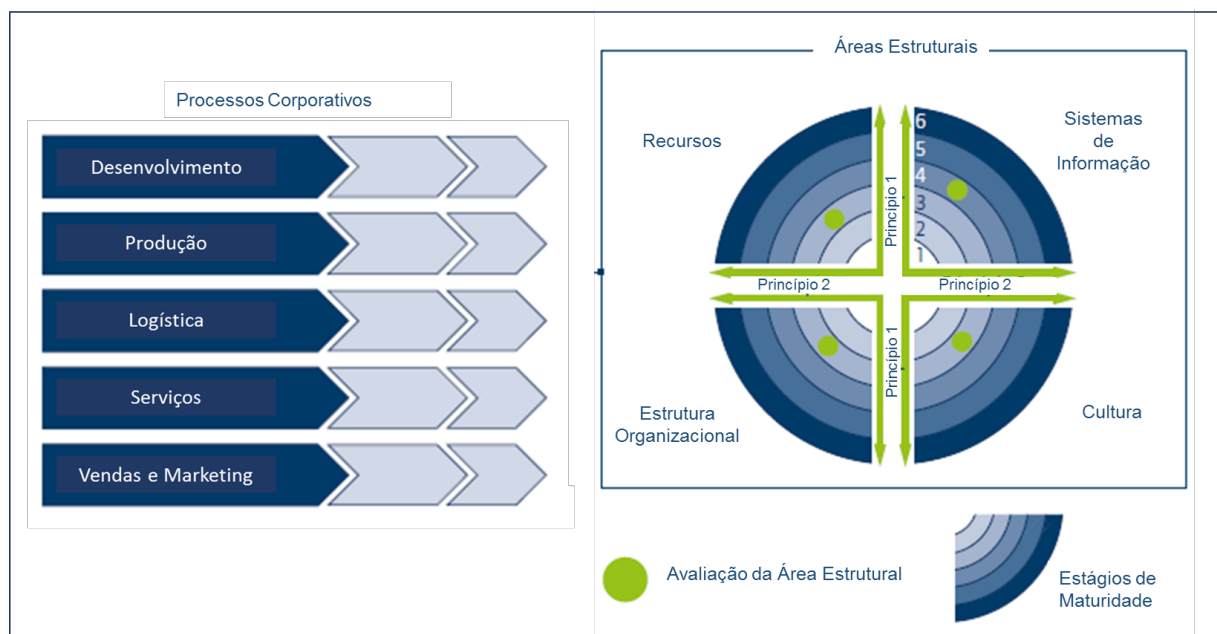 Processos Corporativos
Desenvolvimento
Produção
Logística
Serviços
Vendas e Marketing
Áreas Estruturais
Recursos
Sistemas
de
Informação
6
5
4
3
2
1
Princípio 1
Princípio 2
Princípio 2
Princípio 1
Estrutura
Organizacional
Cultura
Avaliação da Área Estrutural
Estágios de
Maturidade